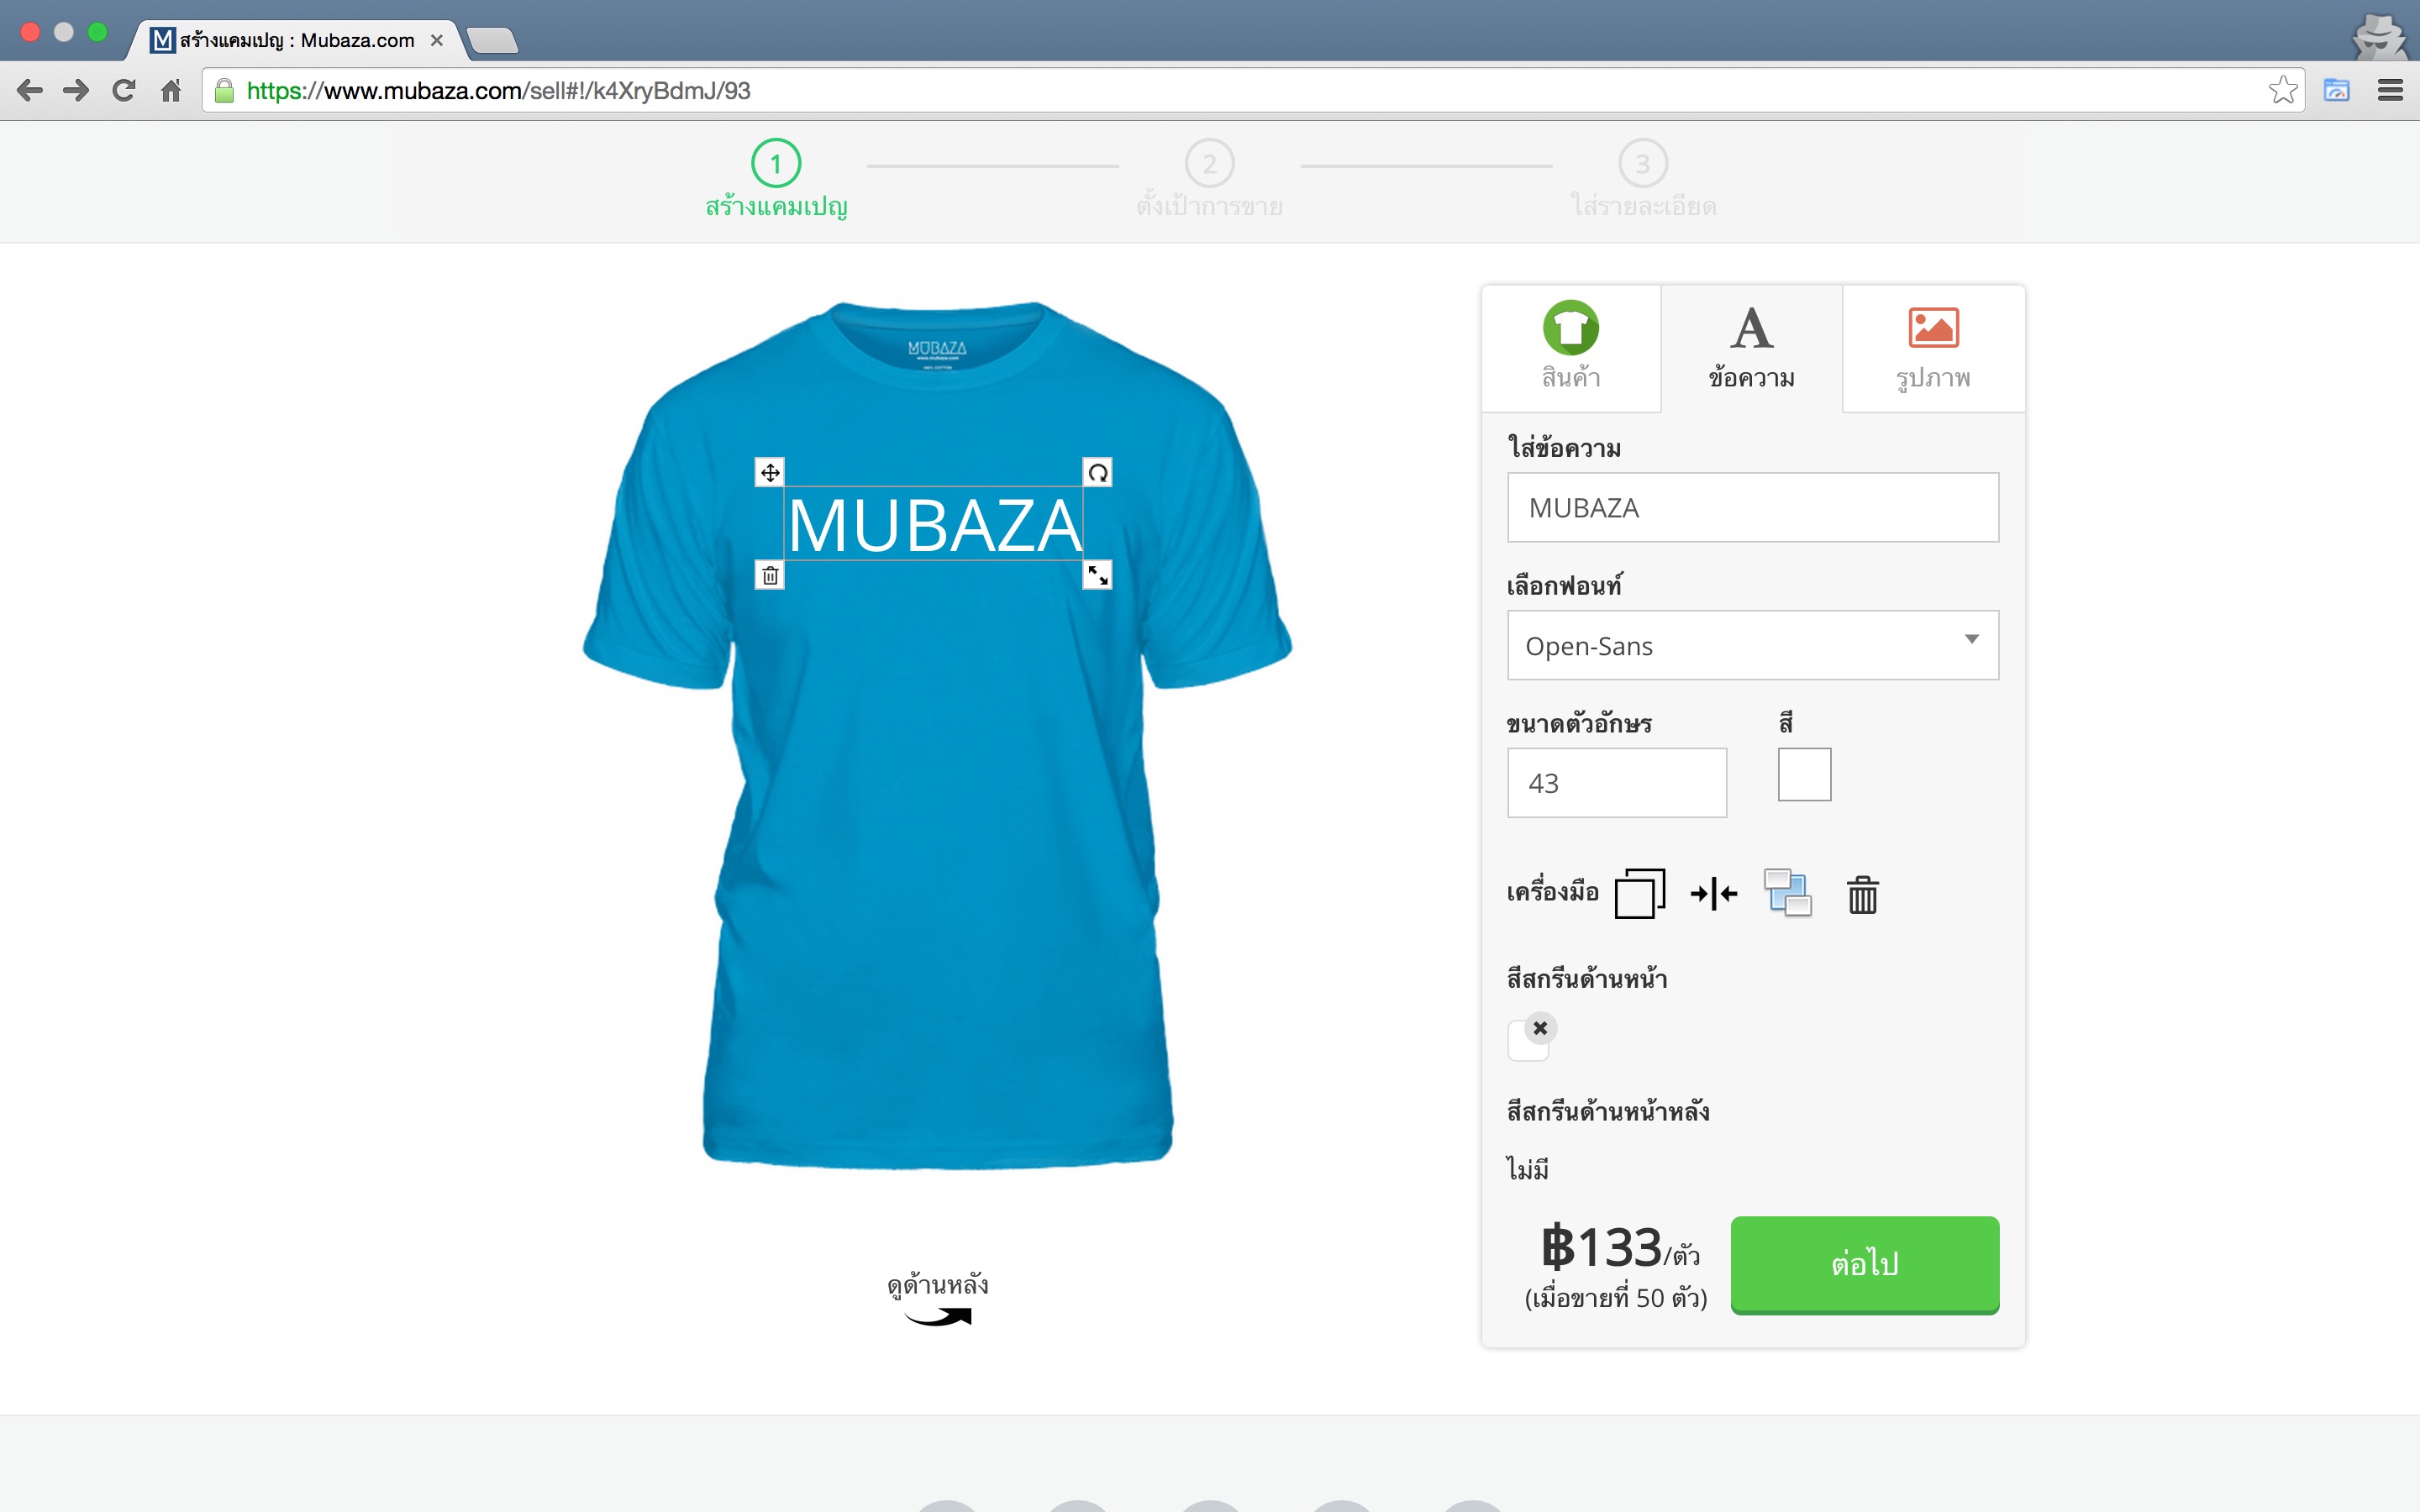 สร้างแคมเปญ : Mubaza.com
https://www.mubaza.com/sell#!/k4XryBdmJ/93
1
สร้างแคมเปญ
2
ตั้งเป้าการขาย
3
ใส่รายละเอียด
MUBAZA
www.mubaza.com
100% COTTON
MUBAZA
ดูด้านหลัง
สินค้า
A
ข้อความ
รูปภาพ
ใส่ข้อความ
MUBAZA
เลือกฟอนท์
Open-Sans
ขนาดตัวอักษร
สี
43
เครื่องมือ
สีสกรีนด้านหน้า
สีสกรีนด้านหน้าหลัง
ไม่มี
฿133/ตัว
(เมื่อขายที่ 50 ตัว)
ต่อไป